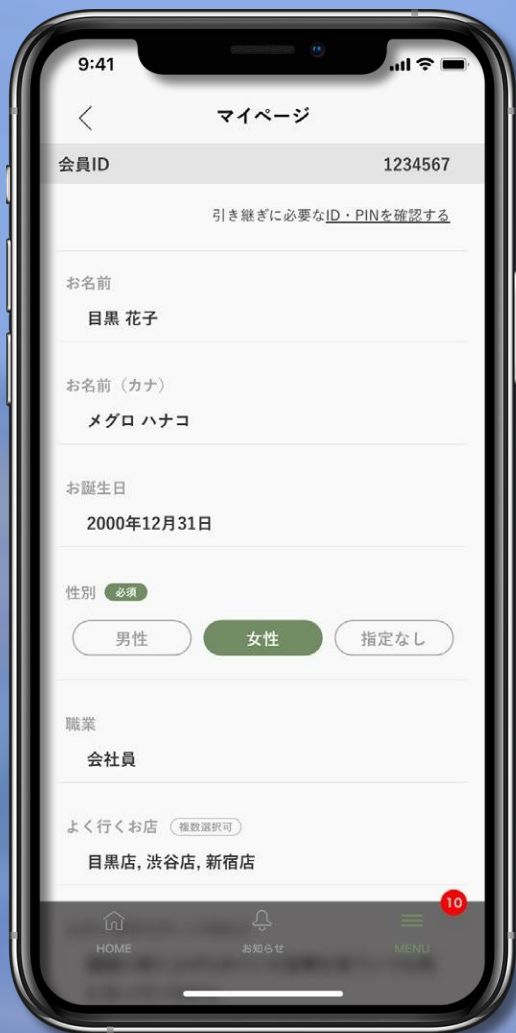 9:41
マイページ
会員ID 1234567
引き継ぎに必要なID・PINを確認する
お名前
目黒 花子
お名前（カナ）
メグロ ハナコ
お誕生日
2000年12月31日
性別 必須
男性 女性 指定なし
職業
会社員
よく行くお店 複数選択可
目黒店, 渋谷店, 新宿店
10
HOME お知らせ MENU